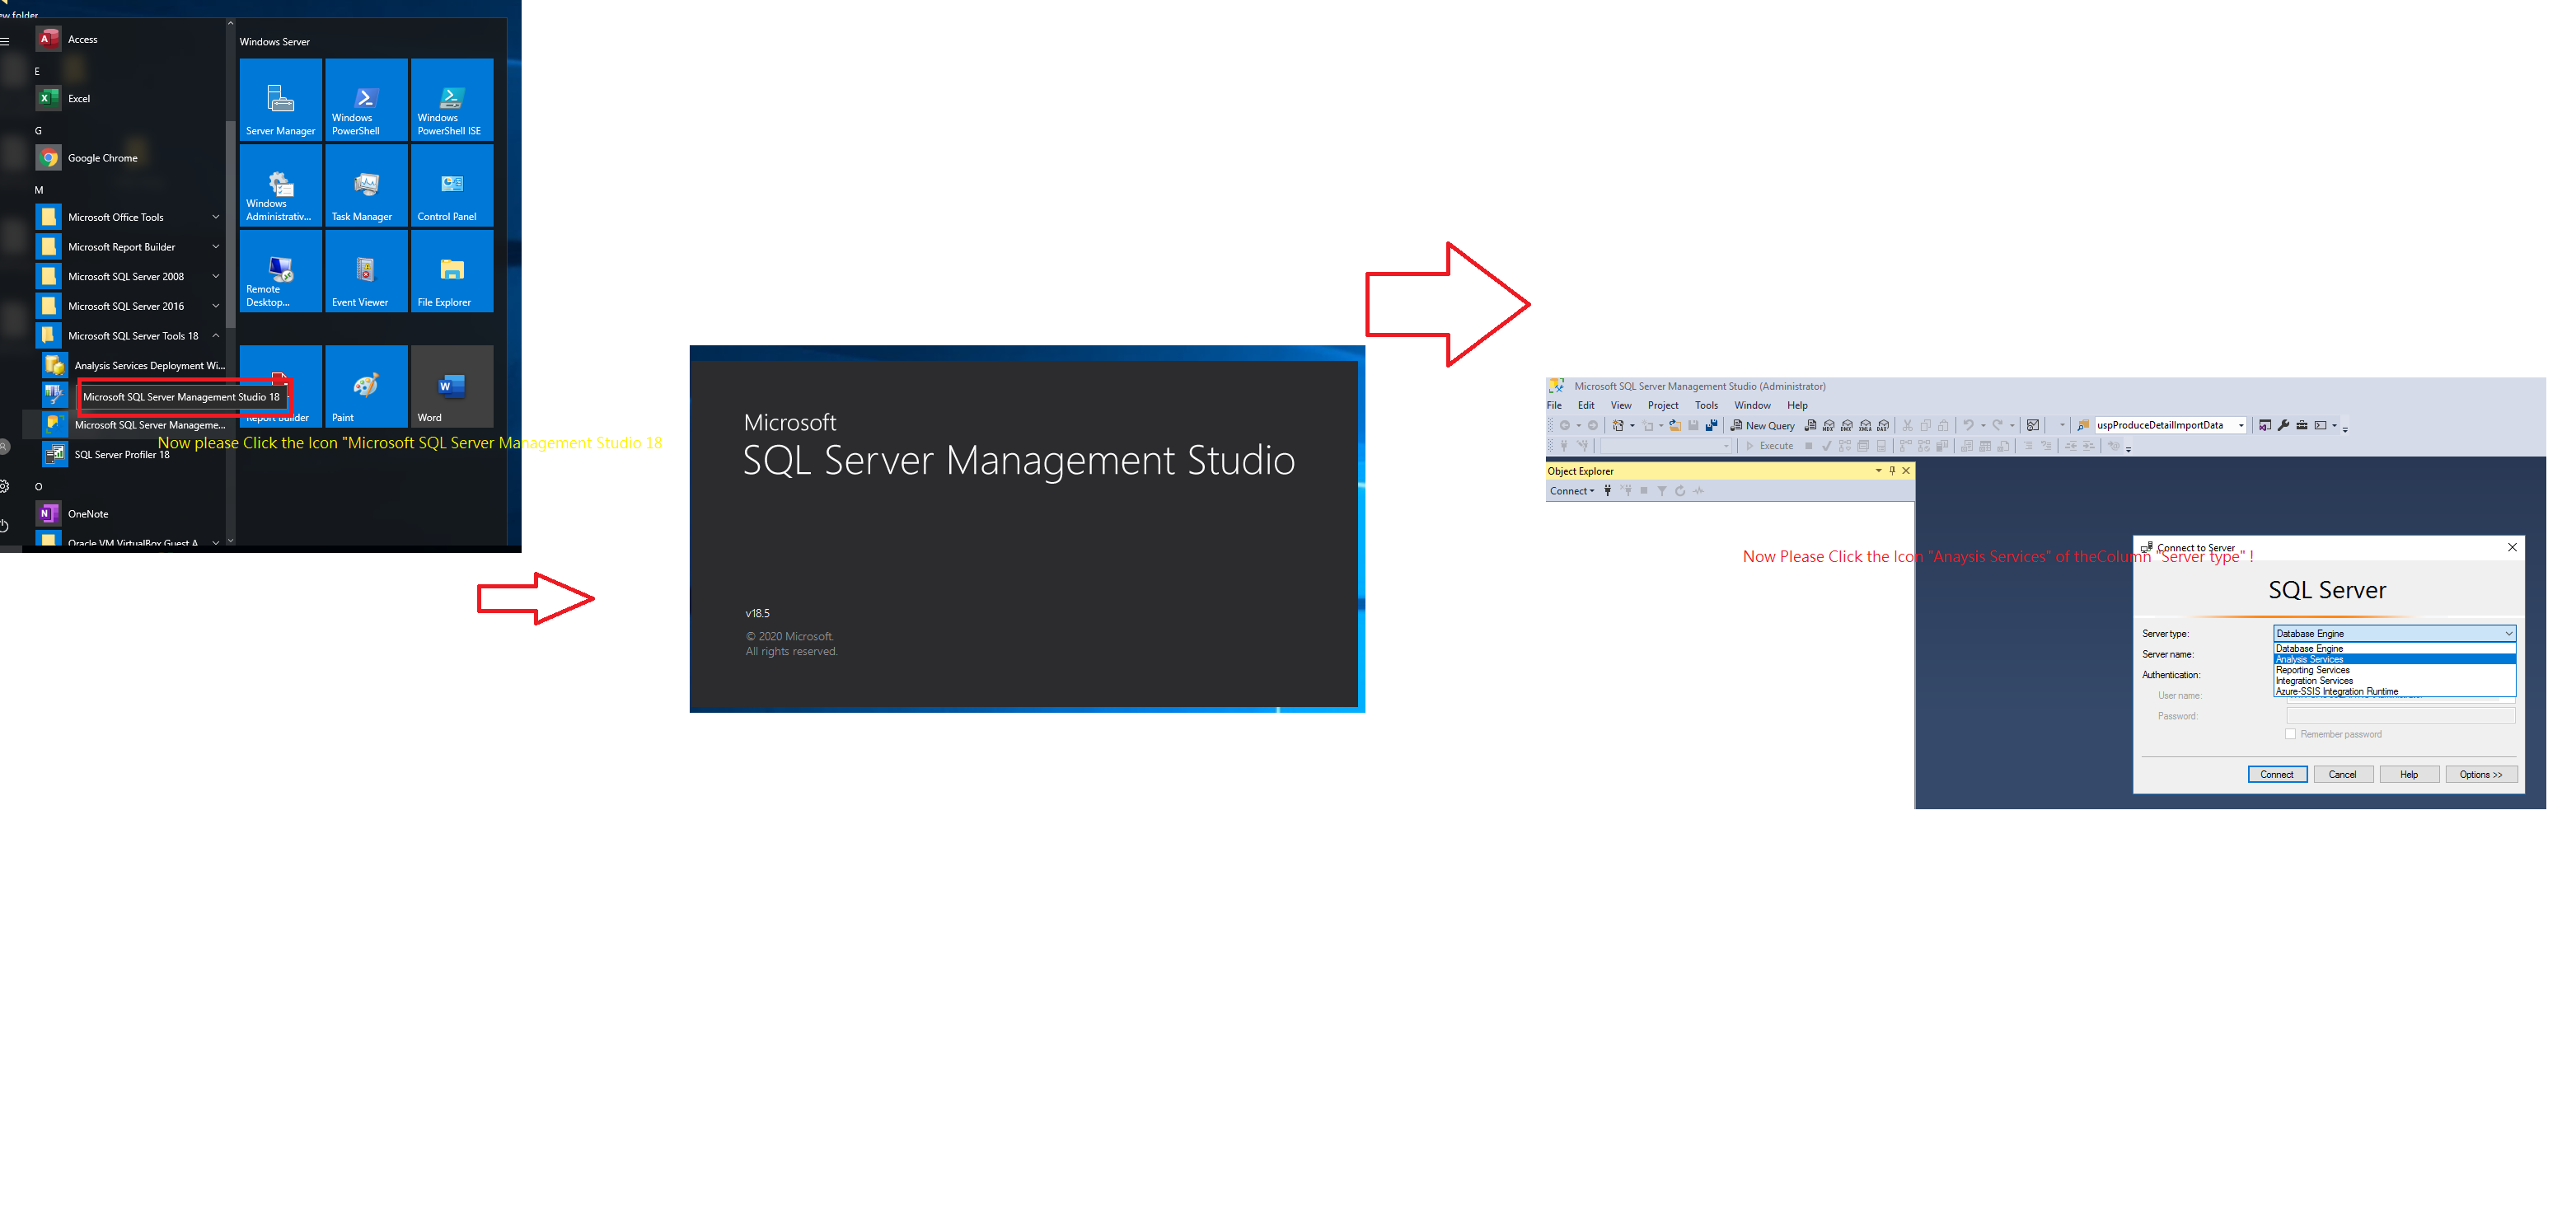 ew folder
Access
E
Excel
G
Google Chrome
M
Microsoft Office Tools
Microsoft Report Builder
Microsoft SQL Server 2008
Microsoft SQL Server 2016
Microsoft SQL Server Tools 18
Analysis Services Deployment Wi...
Microsoft SQL Server Management Studio 18
Microsoft SQL Server Manageme...
SQL Server Profiler 18
O
OneNote
Oracle VM VirtualBox Guest A
Windows Server
Server Manager
Windows PowerShell
Windows PowerShell ISE
Windows Administrativ...
Task Manager
Control Panel
Remote Desktop...
Event Viewer
File Explorer
Report Builder
Paint
Word
Now please Click the Icon "Microsoft SQL Server Management Studio 18
Microsoft
SQL Server Management Studio
v18.5
© 2020 Microsoft.
All rights reserved.
Microsoft SQL Server Management Studio (Administrator)
File Edit View Project Tools Window Help
New Query MDX DMX XMLA DAX uspProduceDetailImportData
Execute
Object Explorer
Connect
Now Please Click the Icon "Anaysis Services" of theColumn "Server type" !
Connect to Server
SQL Server
Server type: Database Engine
Database Engine
Server name:
Analysis Services
Reporting Services
Authentication:
Integration Services
Azure-SSIS Integration Runtime
User name:
Password:
Remember password
Connect Cancel Help Options >>